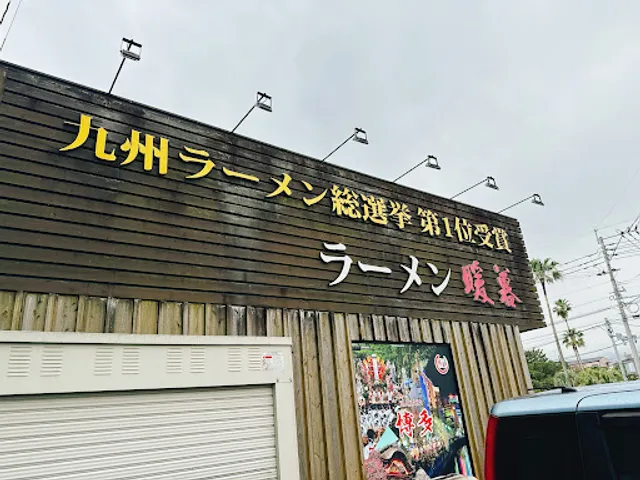 九州ラーメン総選挙 第1位受賞
ラーメン 暖暮
博多